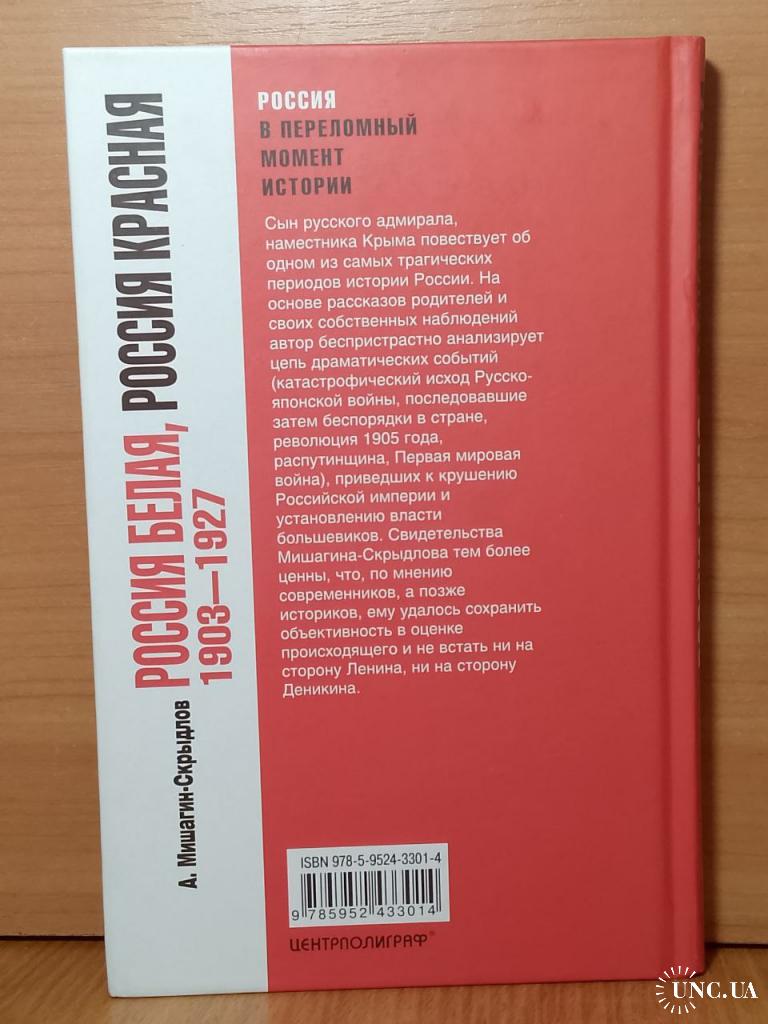 А. Мишагин-Скрыдлов
РОССИЯ БЕЛАЯ, РОССИЯ КРАСНАЯ
1903—1927
РОССИЯ
В ПЕРЕЛОМНЫЙ
МОМЕНТ
ИСТОРИИ
Сын русского адмирала,
наместника Крыма повествует об
одном из самых трагических
периодов истории России. На
основе рассказов родителей и
своих собственных наблюдений
автор беспристрастно анализирует
цепь драматических событий
(катастрофический исход Русско-
японской войны, последовавшие
затем беспорядки в стране,
революция 1905 года,
распутинщина, Первая мировая
война), приведших к крушению
Российской империи и
установлению власти
большевиков. Свидетельства
Мишагина-Скрыдлова тем более
ценны, что, по мнению
современников, а позже
историков, ему удалось сохранить
объективность в оценке
происходящего и не встать ни на
сторону Ленина, ни на сторону
Деникина.
ISBN 978-5-9524-3301-4
9 785952 433014
ЦЕНТРПОЛИГРАФ®
UNC.UA